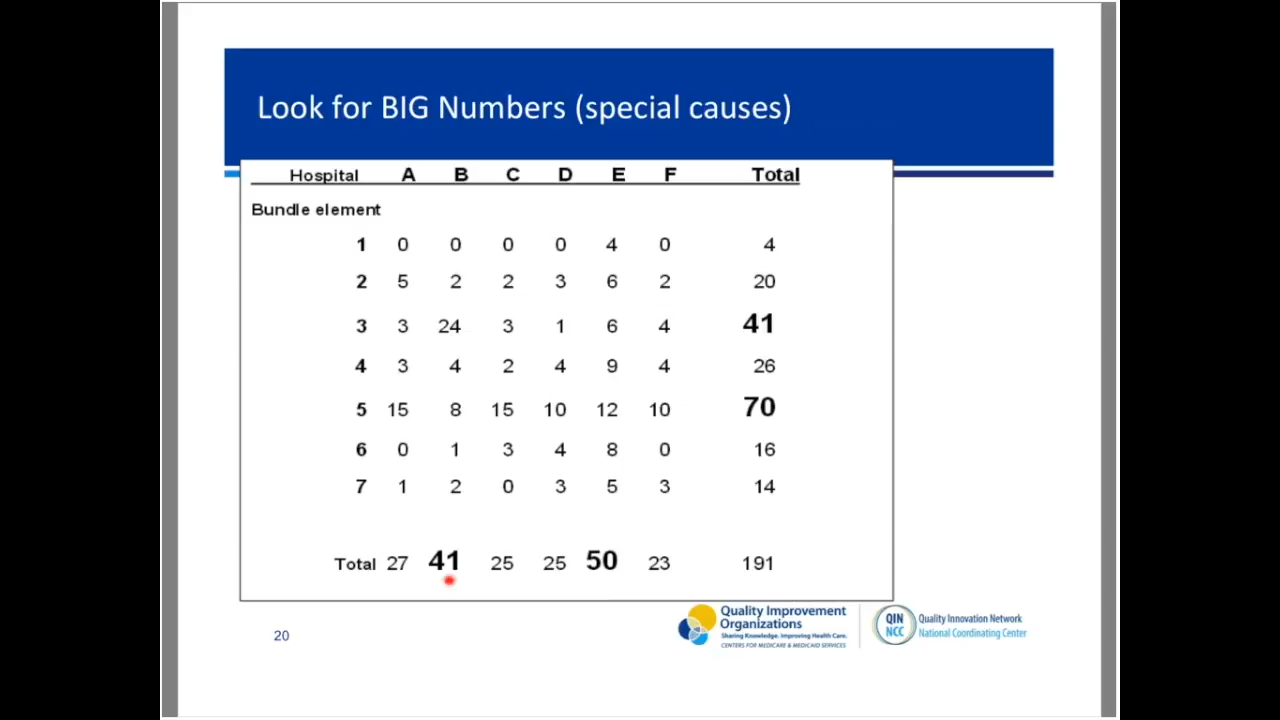 Look for BIG Numbers (special causes)
Hospital A B C D E F Total
Bundle element
1 0 0 0 0 4 0 4
2 5 2 2 3 6 2 20
3 3 24 3 1 6 4 41
4 3 4 2 4 9 4 26
5 15 8 15 10 12 10 70
6 0 1 3 4 8 0 16
7 1 2 0 3 5 3 14
Total 27 41 25 25 50 23 191
20
Quality Improvement
Organizations
Sharing Knowledge. Improving Health Care.
CENTERS FOR MEDICARE & MEDICAID SERVICES
QIN
NCC
Quality Innovation Network
National Coordinating Center